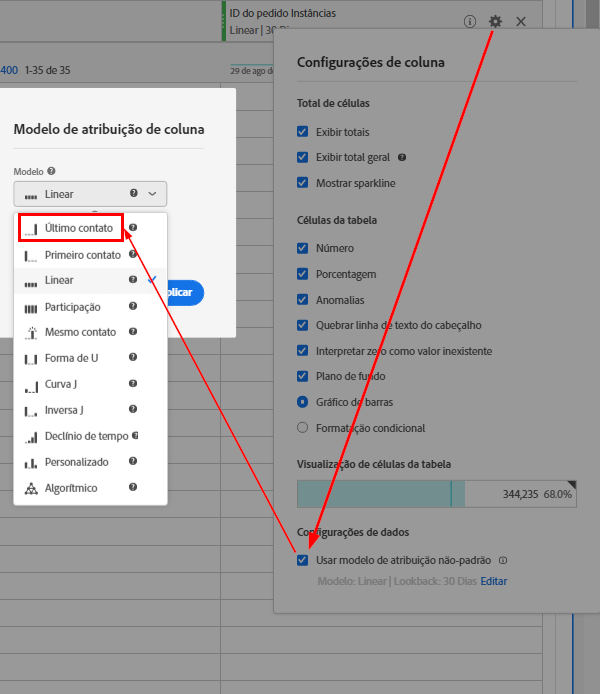 ID do pedido Instâncias
Linear | 30 Dias
400 1-35 de 35
29 de ago de
Configurações de coluna
Total de células
Exibir totais
Exibir total geral
Mostrar sparkline
Células da tabela
Número
Porcentagem
Anomalias
Quebrar linha de texto do cabeçalho
Interpretar zero como valor inexistente
Plano de fundo
Gráfico de barras
Formatação condicional
Visualização de células da tabela
344,235 68.0%
Configurações de dados
Usar modelo de atribuição não-padrão
Modelo: Linear | Lookback: 30 Dias Editar
Modelo de atribuição de coluna
Modelo
Linear
Último contato
Primeiro contato
Linear
Participação
Mesmo contato
Forma de U
Curva J
Inversa J
Declínio de tempo
Personalizado
Algorítmico
plicar